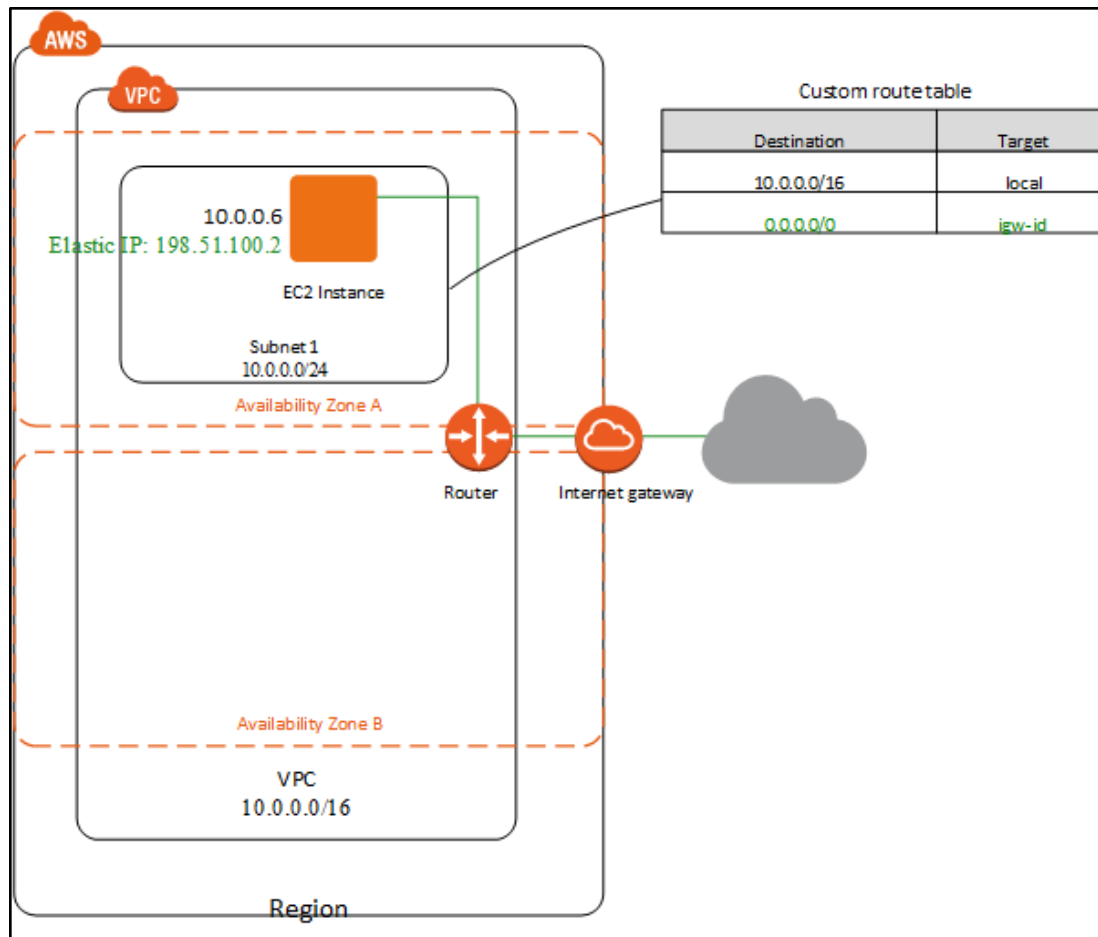 AWS
VPC
Custom route table
Destination Target
10.0.0.0/16 local
0.0.0.0/0 igw-id
10.0.0.6
Elastic IP: 198.51.100.2
EC2 Instance
Subnet 1
10.0.0.0/24
Availability Zone A
Router
Internet gateway
Availability Zone B
VPC
10.0.0.0/16
Region